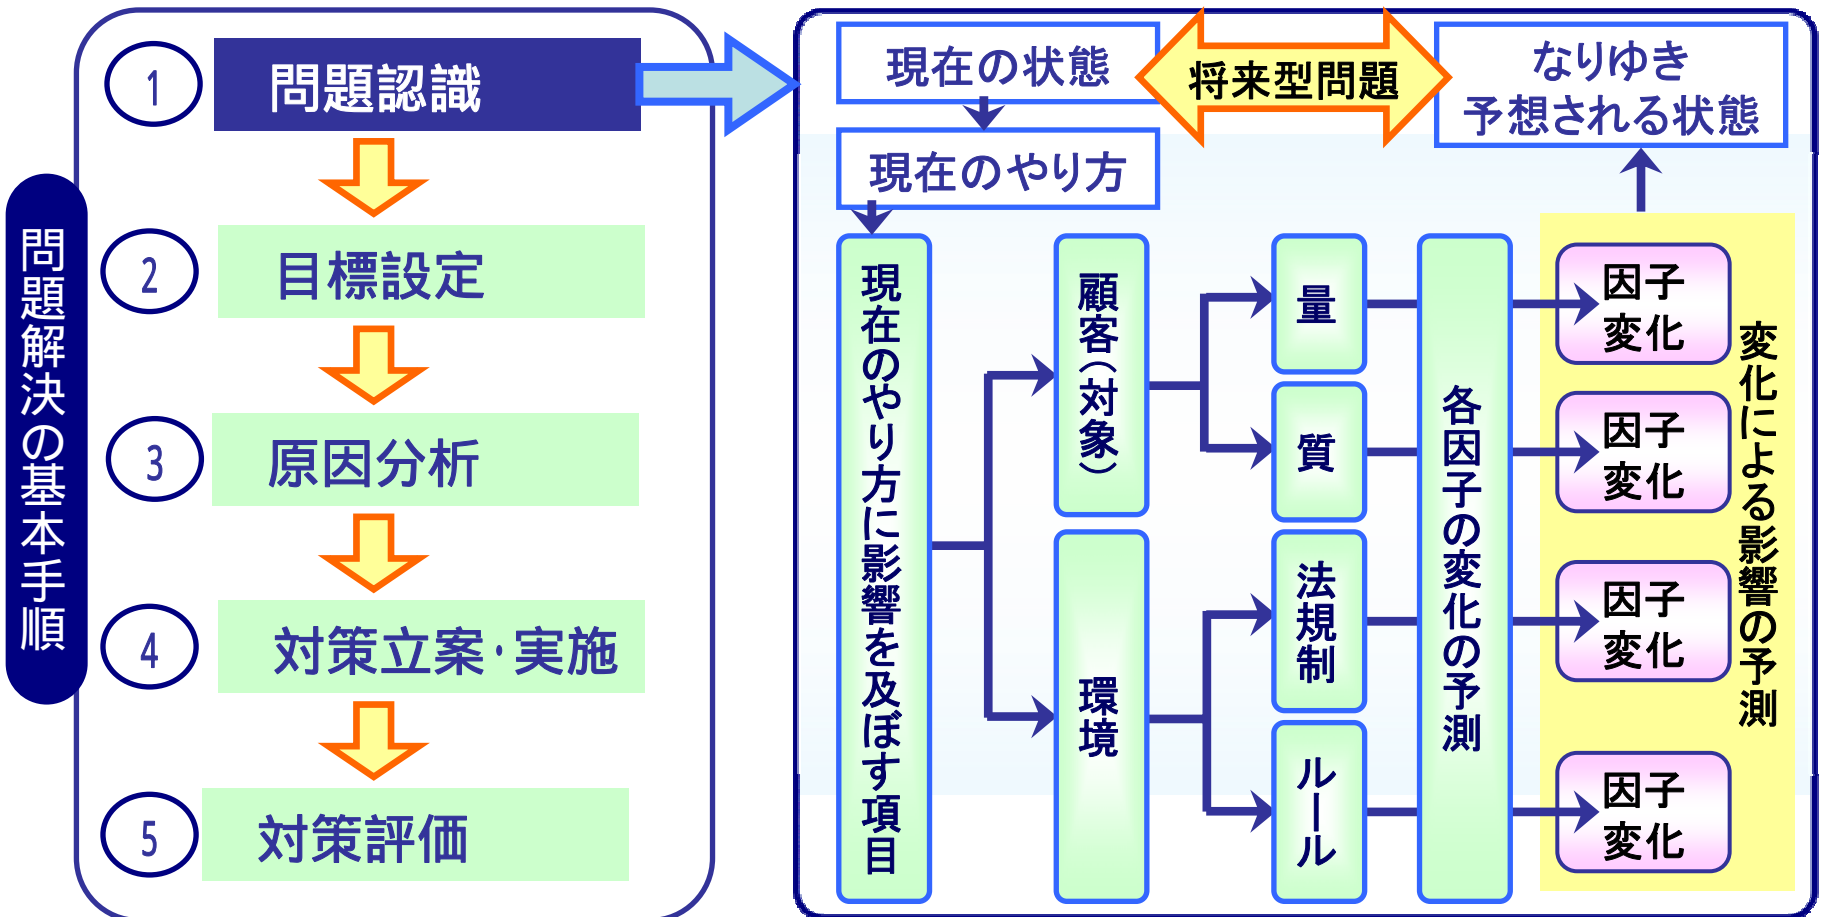 問題解決の基本手順
1
問題認識
2
目標設定
3
原因分析
4
対策立案・実施
5
対策評価
現在の状態
将来型問題
なりゆき
予想される状態
現在のやり方
現在のやり方に影響を及ぼす項目
顧客(対象)
環境
量
質
法規制
ルール
各因子の変化の予測
因子
変化
因子
変化
因子
変化
因子
変化
変化による影響の予測